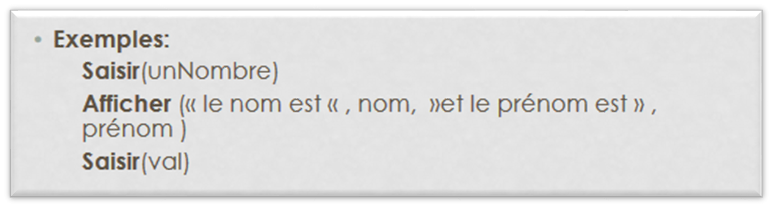 • Exemples:
Saisir(unNombre)
Afficher (« le nom est « , nom,  »et le prénom est » ,
prénom )
Saisir(val)